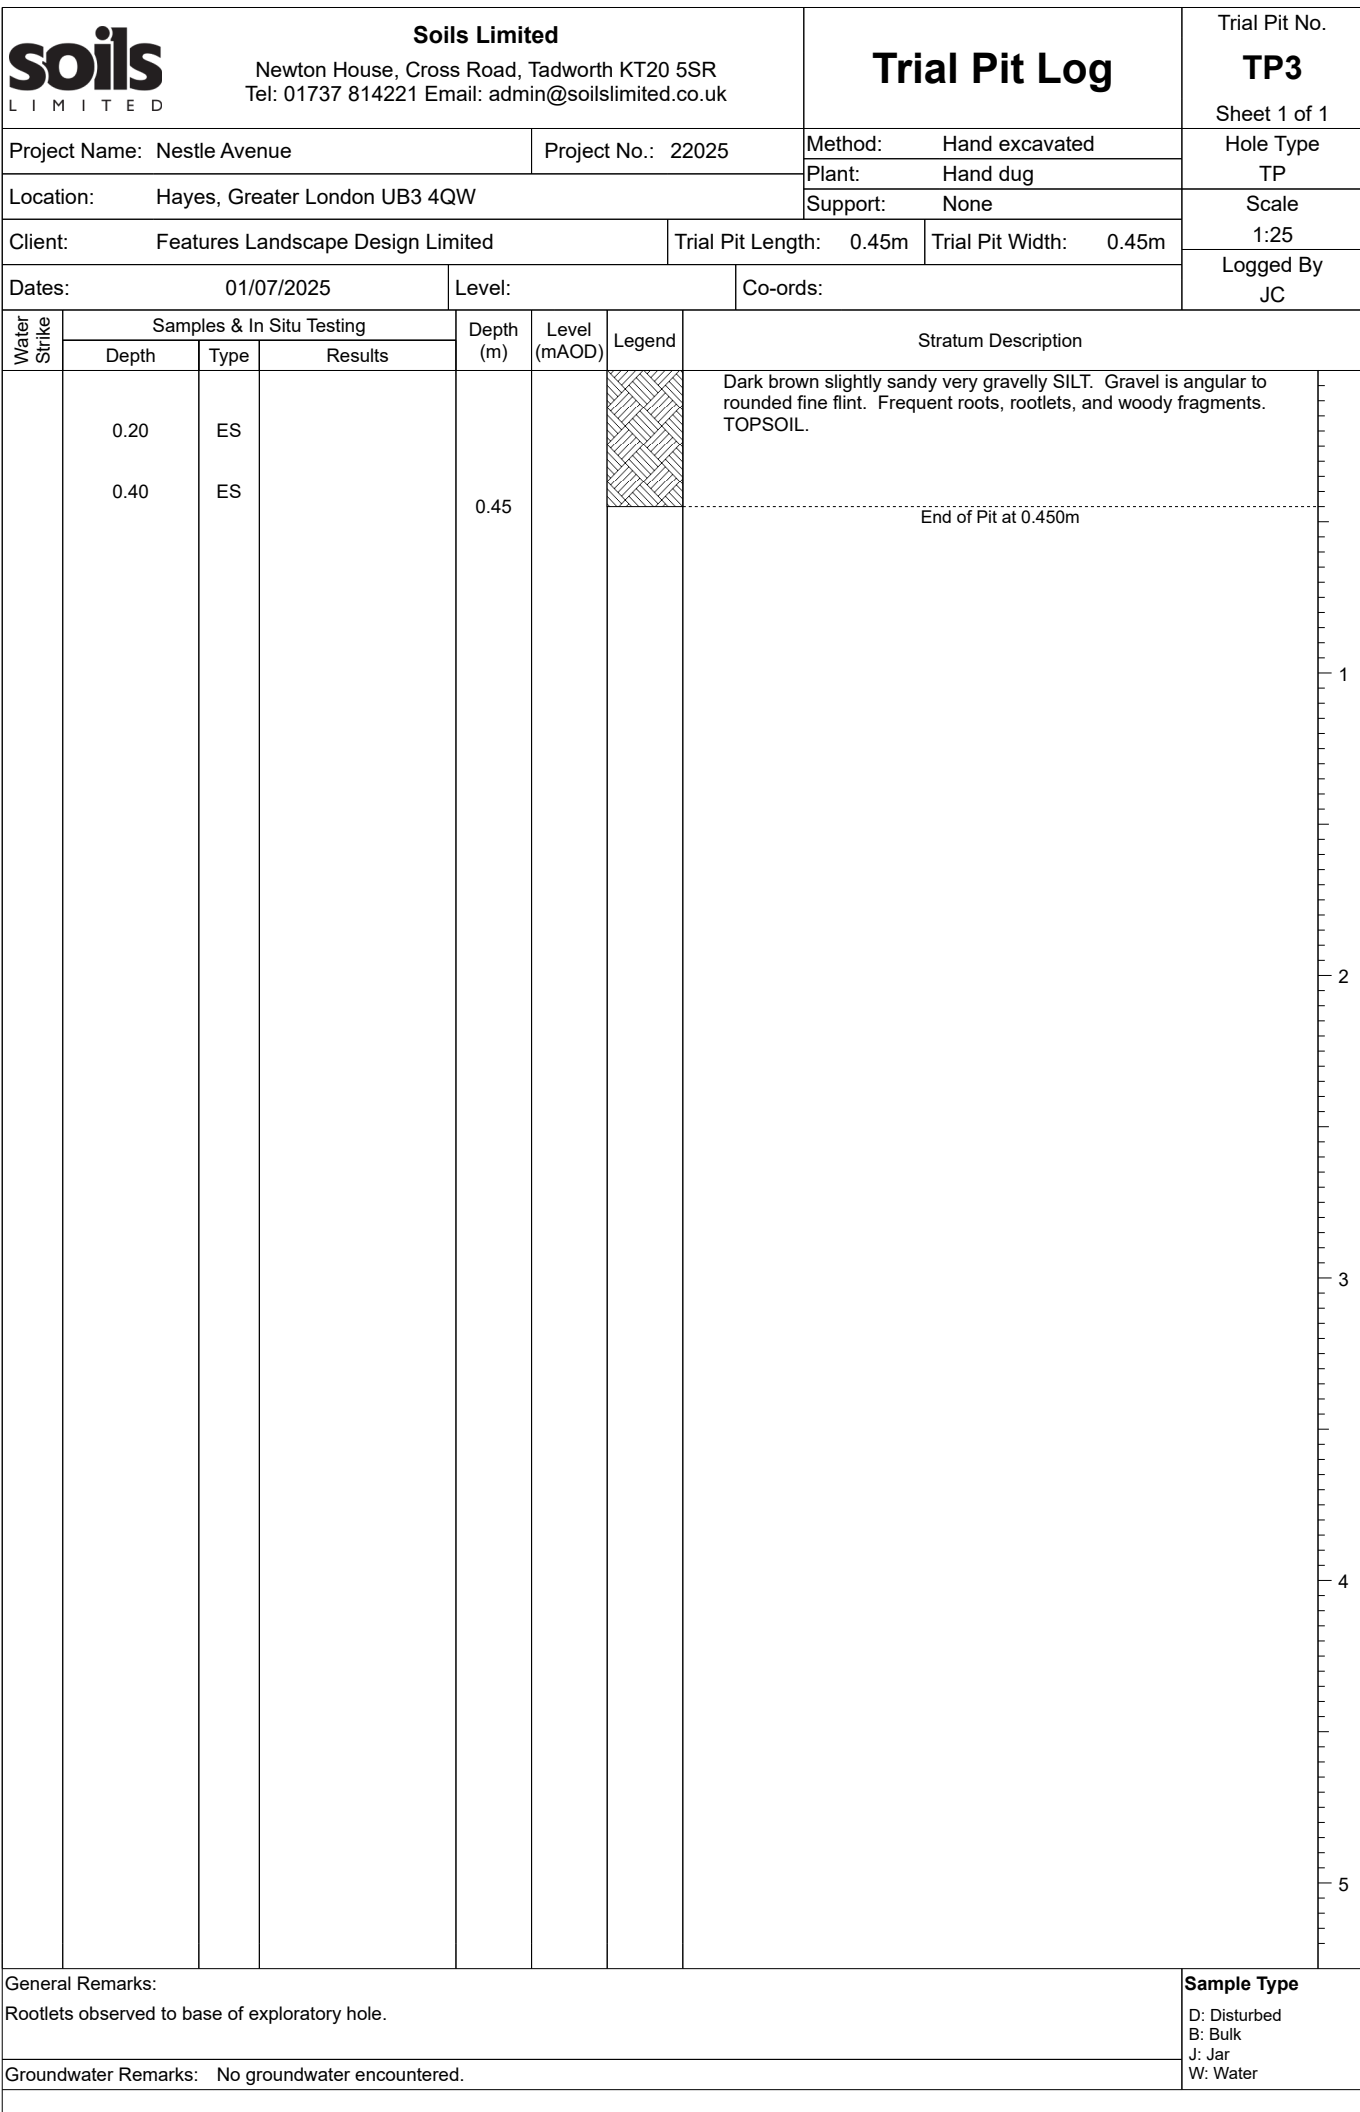 soils
LIMITED
Soils Limited
Newton House, Cross Road, Tadworth KT20 5SR
Tel: 01737 814221 Email: admin@soilslimited.co.uk
Trial Pit Log
Trial Pit No.
TP3
Sheet 1 of 1
Project Name: Nestle Avenue
Project No.: 22025
Method: Hand excavated
Plant: Hand dug
Support: None
Hole Type
TP
Location: Hayes, Greater London UB3 4QW
Scale
1:25
Client: Features Landscape Design Limited
Trial Pit Length: 0.45m
Trial Pit Width: 0.45m
Logged By
JC
Dates: 01/07/2025
Level:
Co-ords:
Water
Strike
Samples & In Situ Testing
Depth
Type
Results
Depth
(m)
Level
(mAOD)
Legend
Stratum Description
Dark brown slightly sandy very gravelly SILT. Gravel is angular to
rounded fine flint. Frequent roots, rootlets, and woody fragments.
TOPSOIL.
0.20 ES
0.40 ES
0.45
End of Pit at 0.450m
1
2
3
4
5
General Remarks:
Rootlets observed to base of exploratory hole.
Groundwater Remarks: No groundwater encountered.
Sample Type
D: Disturbed
B: Bulk
J: Jar
W: Water